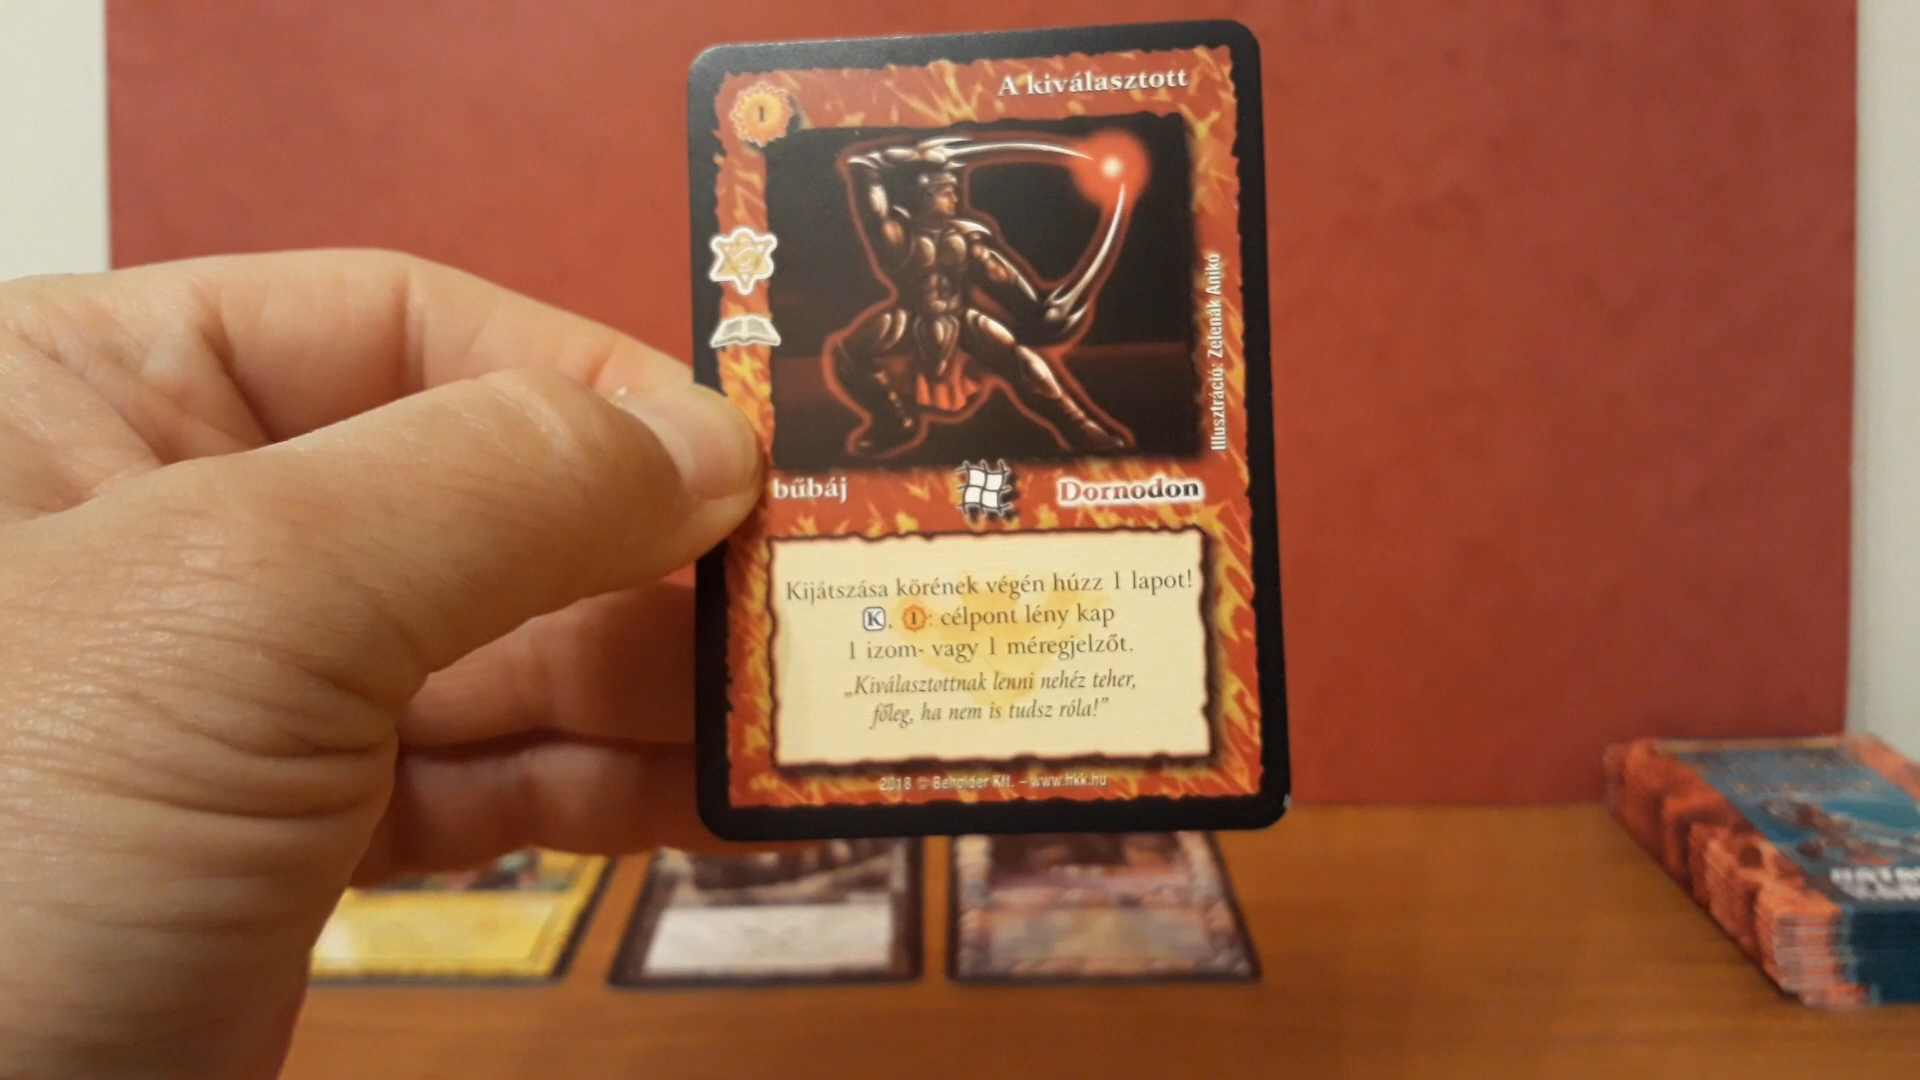 A kiválasztott
1
Illusztráció: Zelenák Anikó
bűbáj
Dornodon
Kijátszása körének végén húzz 1 lapot!
K, 1: célpont lény kap
1 izom- vagy 1 méregjelzőt.
„Kiválasztottnak lenni nehéz teher,
főleg, ha nem is tudsz róla!”
2018 © Beholder Kft. – www.hkk.hu